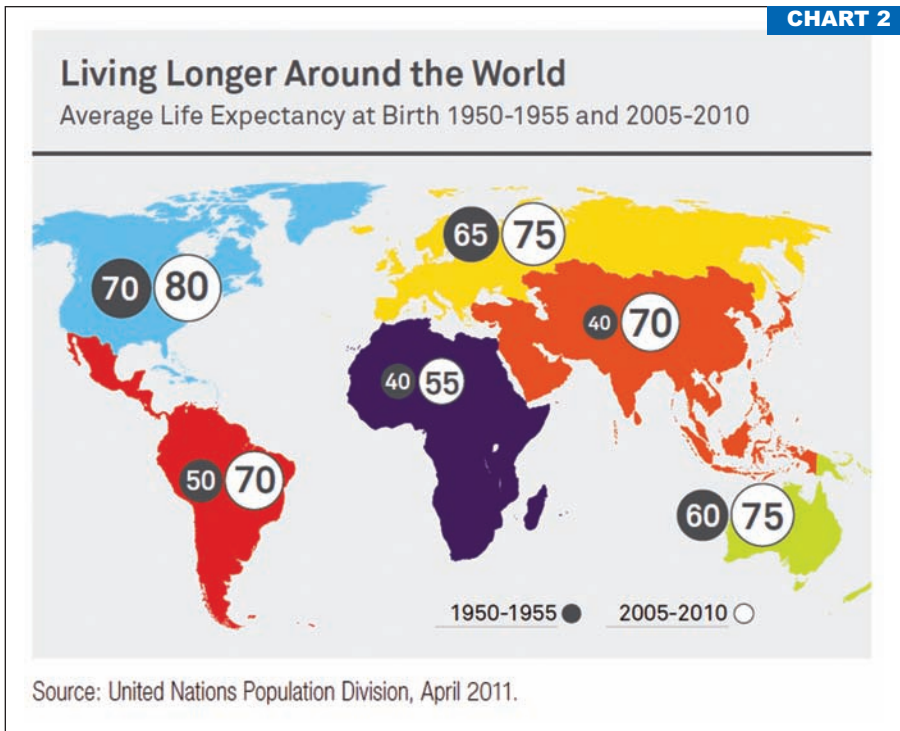 CHART 2
Living Longer Around the World
Average Life Expectancy at Birth 1950-1955 and 2005-2010
65 75
70 80
40 70
40 55
50 70
60 75
1950-1955
2005-2010
Source: United Nations Population Division, April 2011.